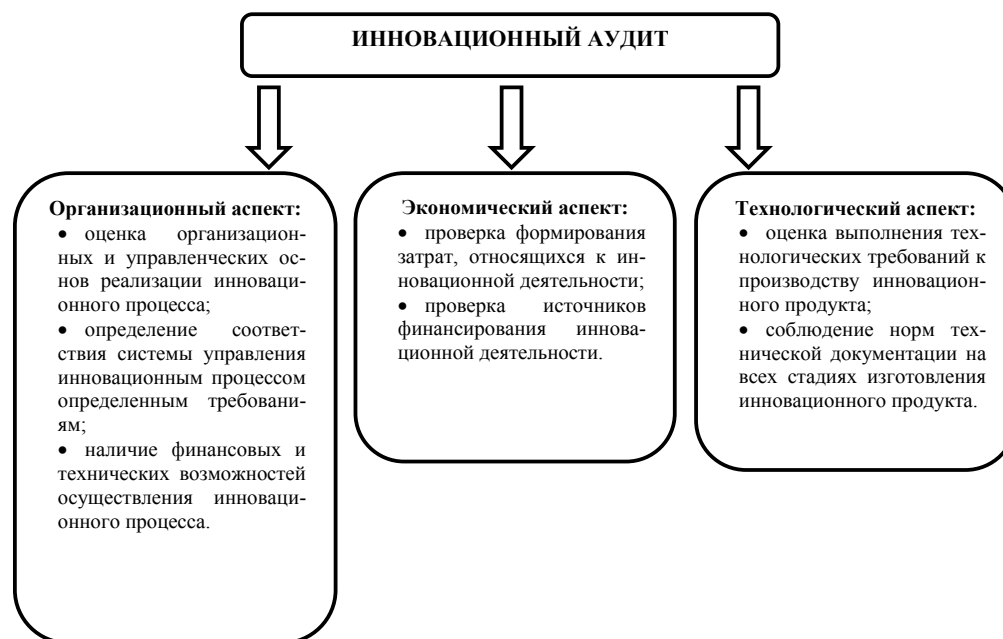 ИННОВАЦИОННЫЙ АУДИТ
Организационный аспект:
• оценка организацион-
ных и управленческих ос-
нов реализации инноваци-
онного процесса;
• определение соответ-
ствия системы управления
инновационным процессом
определенным требовани-
ям;
• наличие финансовых и
технических возможностей
осуществления инноваци-
онного процесса.
Экономический аспект:
• проверка формирования
затрат, относящихся к ин-
новационной деятельности;
• проверка источников
финансирования иннова-
ционной деятельности.
Технологический аспект:
• оценка выполнения тех-
нологических требований к
производству инновацион-
ного продукта;
• соблюдение норм тех-
нической документации на
всех стадиях изготовления
инновационного продукта.